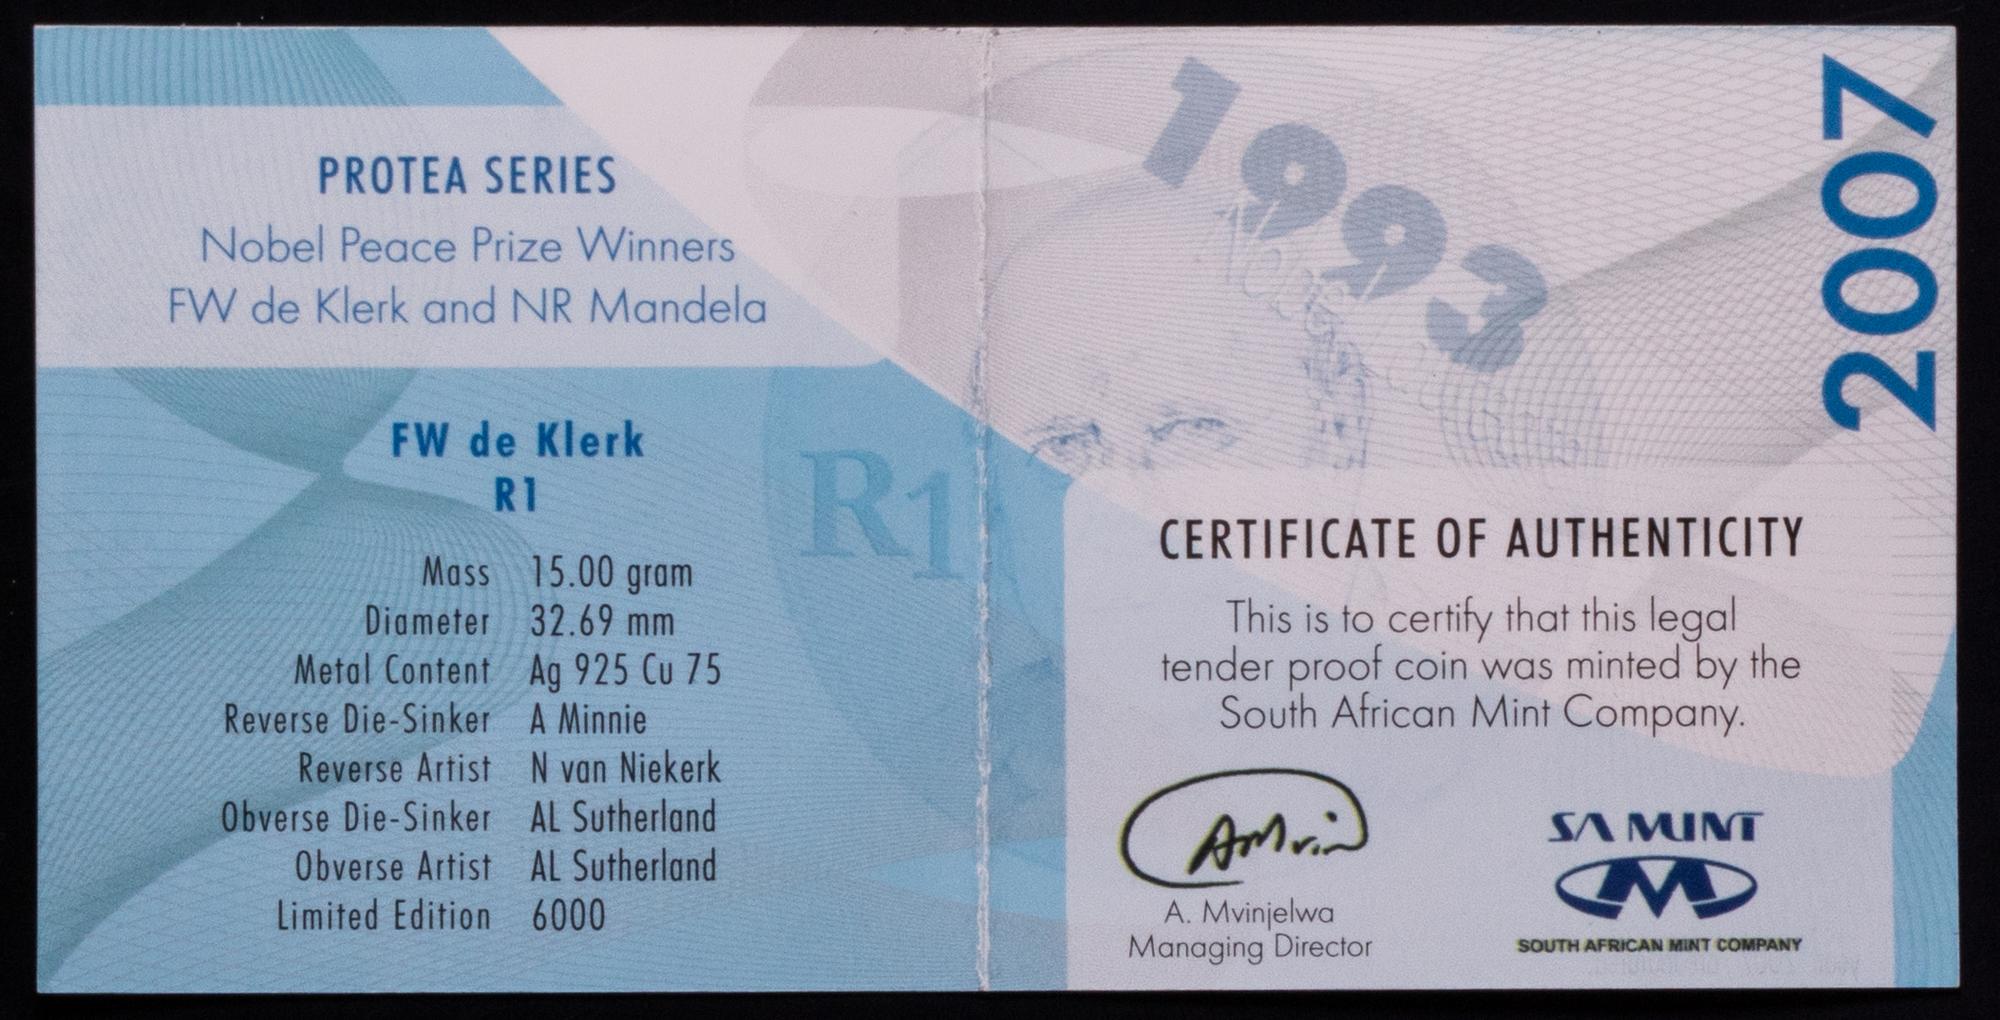 PROTEA SERIES
Nobel Peace Prize Winners
FW de Klerk and NR Mandela
FW de Klerk
R1
Mass 15.00 gram
Diameter 32.69 mm
Metal Content Ag 925 Cu 75
Reverse Die-Sinker A Minnie
Reverse Artist N van Niekerk
Obverse Die-Sinker AL Sutherland
Obverse Artist AL Sutherland
Limited Edition 6000
R1
1993
2007
CERTIFICATE OF AUTHENTICITY
This is to certify that this legal
tender proof coin was minted by the
South African Mint Company.
A. Mvinjelwa
Managing Director
SA MINT
SOUTH AFRICAN MINT COMPANY